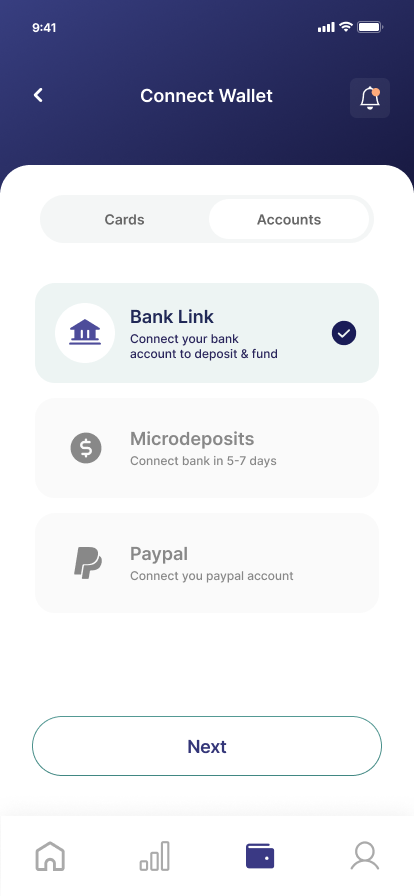 9:41
Connect Wallet
Cards
Accounts
Bank Link
Connect your bank
account to deposit & fund
Microdeposits
Connect bank in 5-7 days
Paypal
Connect you paypal account
Next